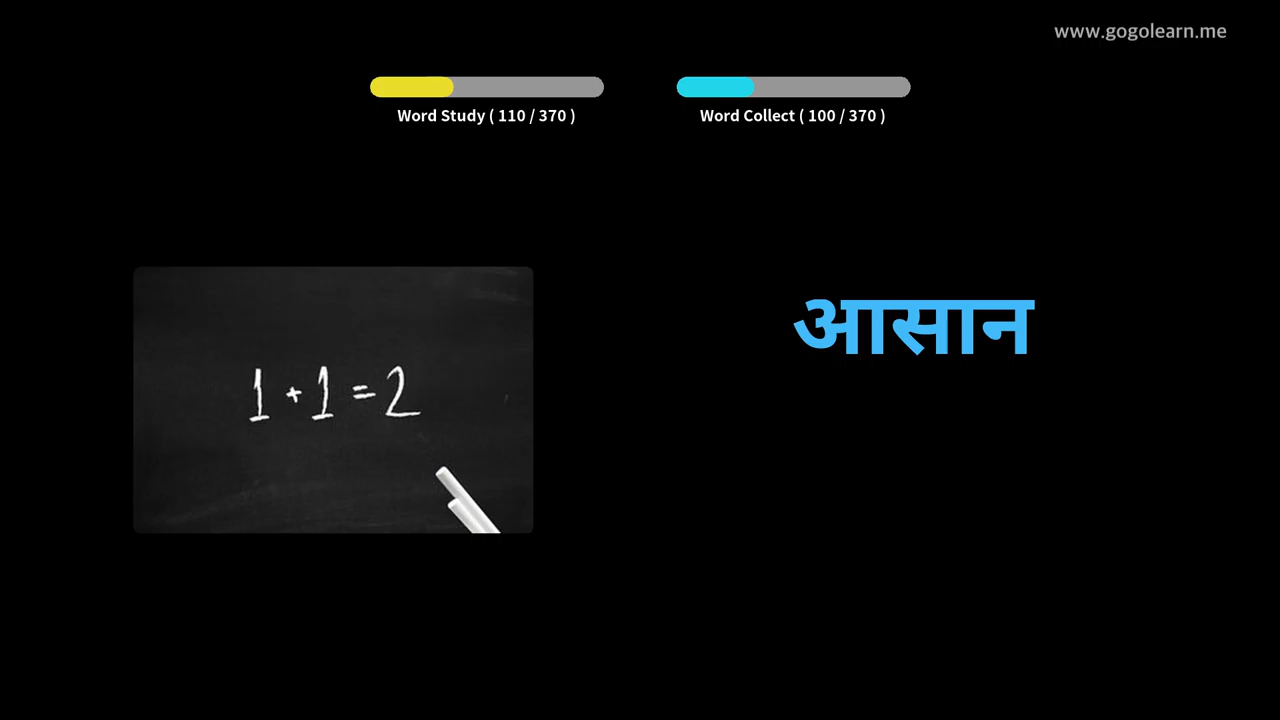 www.gogolearn.me
Word Study ( 110 / 370 )
Word Collect ( 100 / 370 )
आसान
1 + 1 = 2